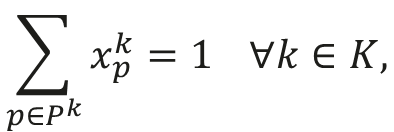 ∑_{p∈P^k} x_p^k = 1 ∀k ∈ K,